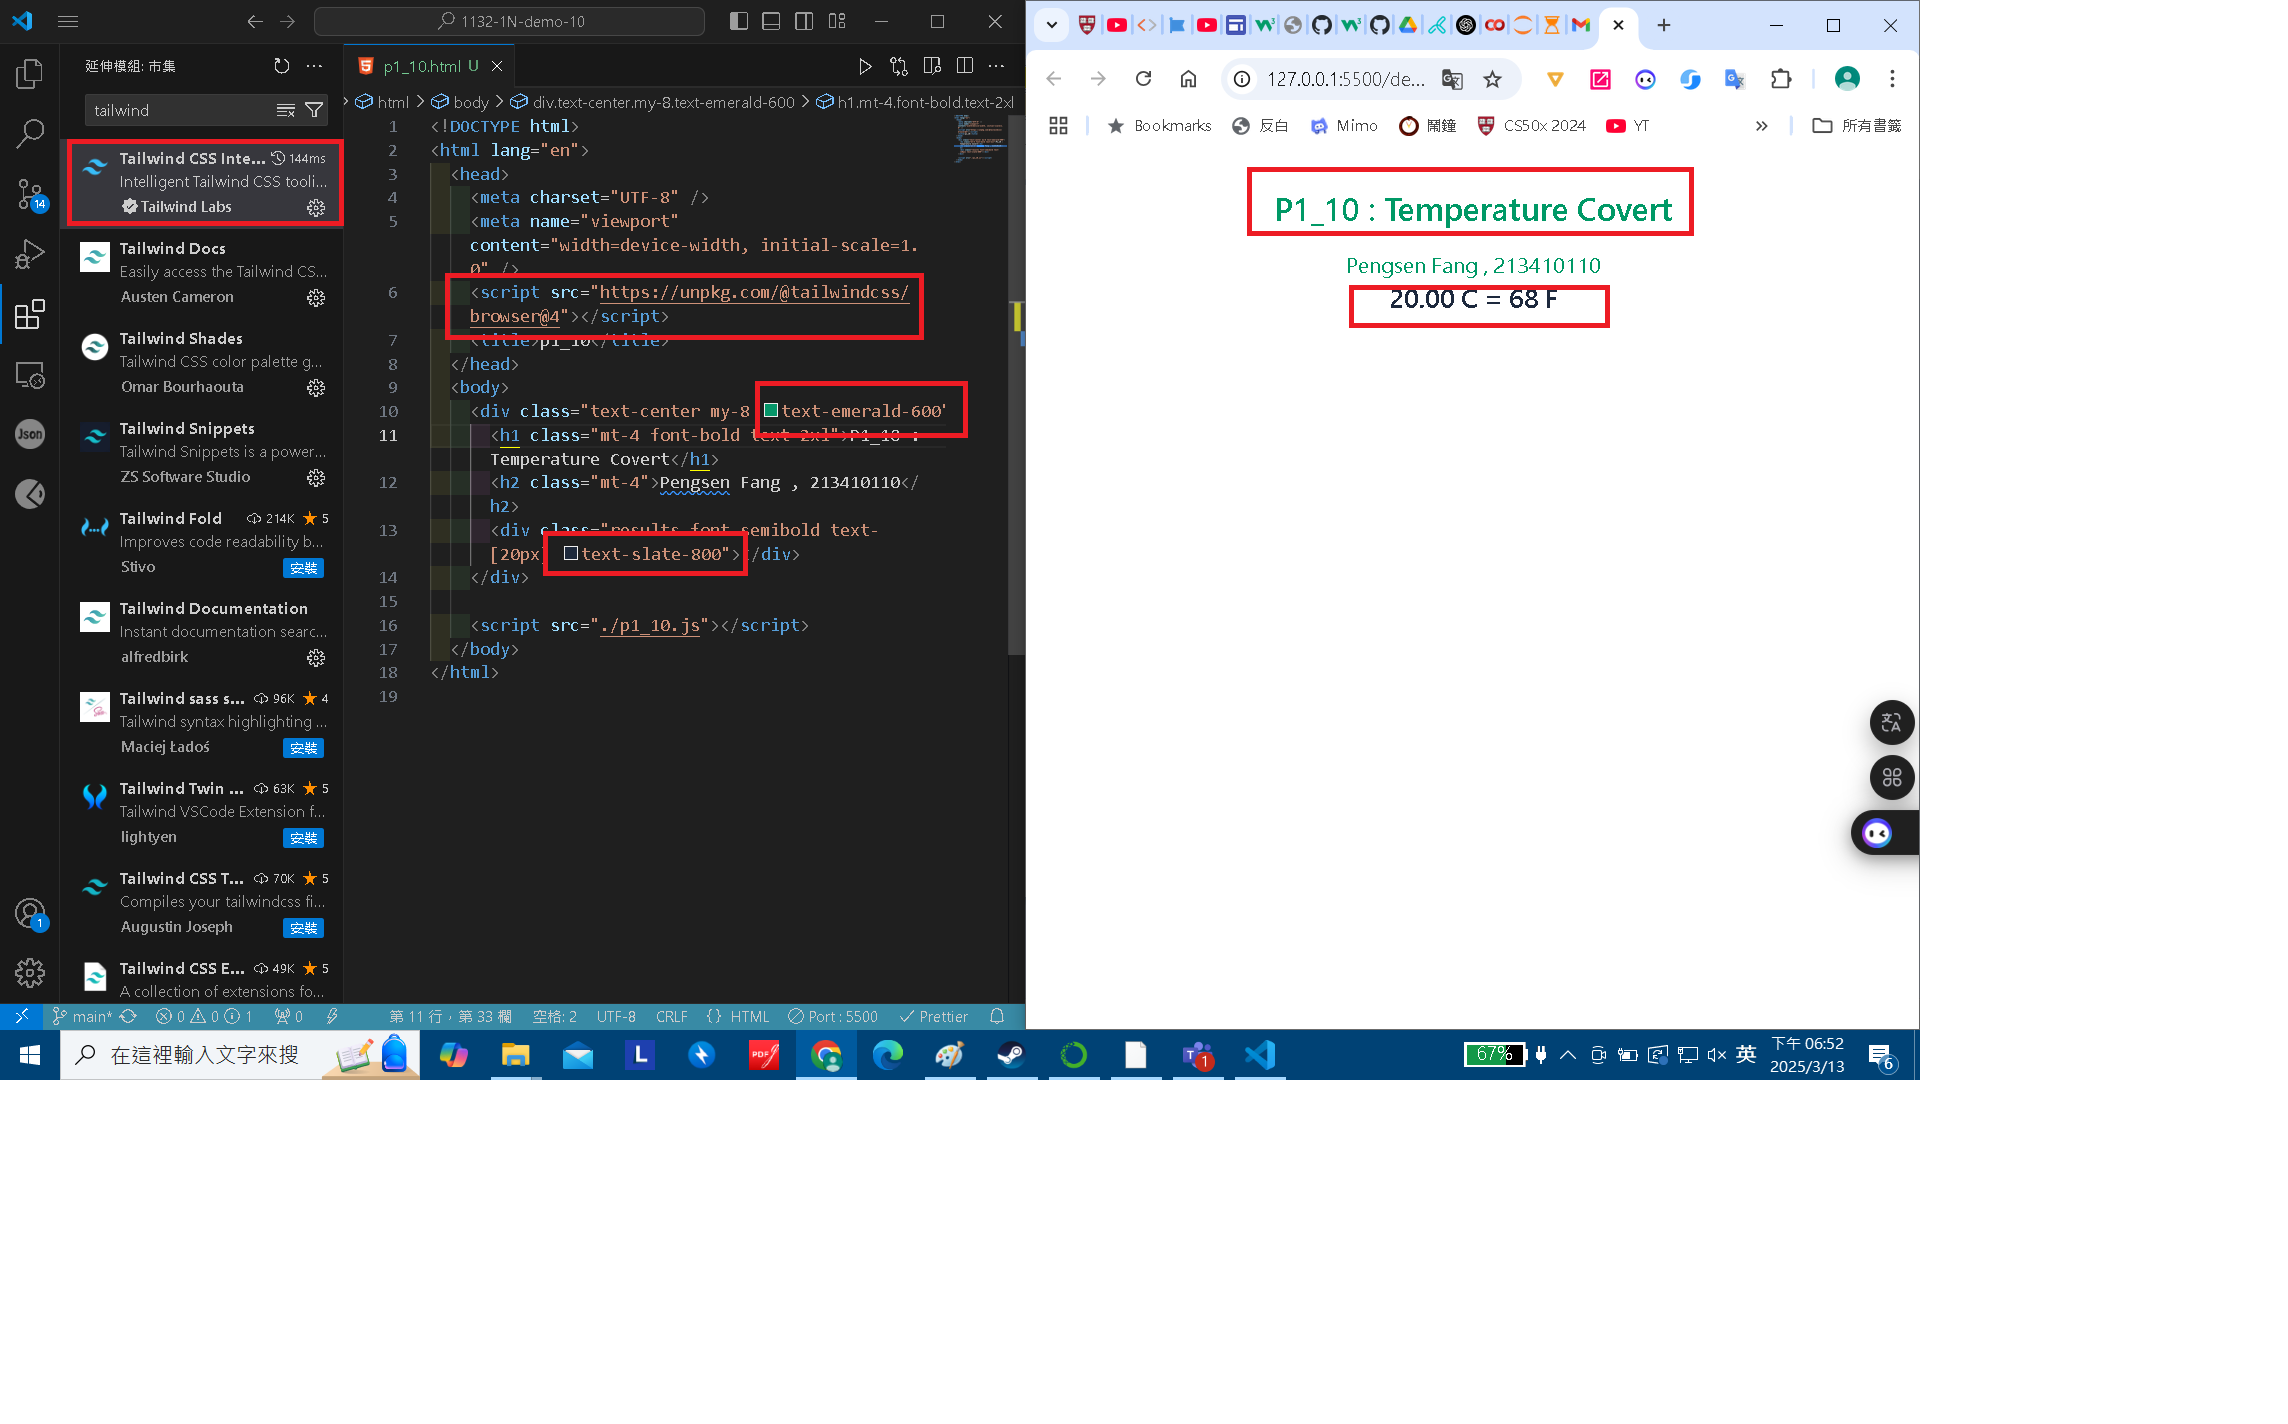 1132-1N-demo-10
延伸模組: 市集
tailwind
Tailwind CSS Inte... 144ms
Intelligent Tailwind CSS tooli...
Tailwind Labs
Tailwind Docs
Easily access the Tailwind CS...
Austen Cameron
Tailwind Shades
Tailwind CSS color palette g...
Omar Bourhaouta
Tailwind Snippets
Tailwind Snippets is a power...
ZS Software Studio
Tailwind Fold 214K 5
Improves code readability b...
Stivo 安裝
Tailwind Documentation
Instant documentation searc...
alfredbirk
Tailwind sass s... 96K 4
Tailwind syntax highlighting ...
Maciej Ładoś 安裝
Tailwind Twin ... 63K 5
Tailwind VSCode Extension f...
lightyen 安裝
Tailwind CSS T... 70K 5
Compiles your tailwindcss fi...
Augustin Joseph 安裝
Tailwind CSS E... 49K 5
A collection of extensions fo...
14
Json
1
p1_10.html U
html > body > div.text-center.my-8.text-emerald-600 > h1.mt-4.font-bold.text-2xl
1 <!DOCTYPE html>
2 <html lang="en">
3 <head>
4 <meta charset="UTF-8" />
5 <meta name="viewport"
content="width=device-width, initial-scale=1.
0" />
6 <script src="https://unpkg.com/@tailwindcss/
browser@4"></script>
7 <title>p1_10</title>
8 </head>
9 <body>
10 <div class="text-center my-8 text-emerald-600"
11 <h1 class="mt-4 font-bold text-2xl">P1_10 :
Temperature Covert</h1>
12 <h2 class="mt-4">Pengsen Fang , 213410110</
h2>
13 <div class="results font-semibold text-
[20px] text-slate-800"></div>
14 </div>
15
16 <script src="./p1_10.js"></script>
17 </body>
18 </html>
19
main* 0 0 1 0 第 11 行，第 33 欄 空格: 2 UTF-8 CRLF {} HTML Port : 5500 Prettier
127.0.0.1:5500/de...
Bookmarks 反白 Mimo 鬧鐘 CS50x 2024 YT » 所有書籤
P1_10 : Temperature Covert
Pengsen Fang , 213410110
20.00 C = 68 F
在這裡輸入文字來搜
L
PDF
1
67%
英
下午 06:52
2025/3/13
6